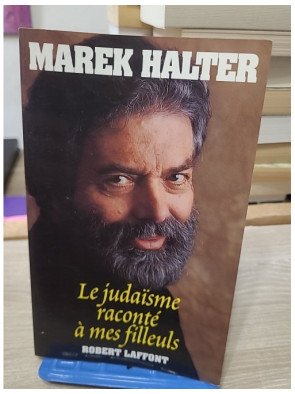 MAREK HALTER
Le judaïsme
raconté
à mes filleuls
ROBERT LAFFONT